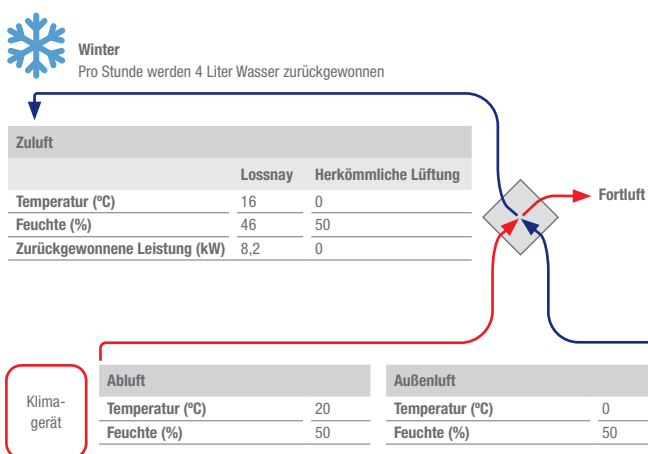 Winter
Pro Stunde werden 4 Liter Wasser zurückgewonnen
Zuluft
Lossnay Herkömmliche Lüftung
Temperatur (ºC) 16 0
Feuchte (%) 46 50
Zurückgewonnene Leistung (kW) 8,2 0
Fortluft
Klima-
gerät
Abluft
Temperatur (ºC) 20
Feuchte (%) 50
Außenluft
Temperatur (ºC) 0
Feuchte (%) 50